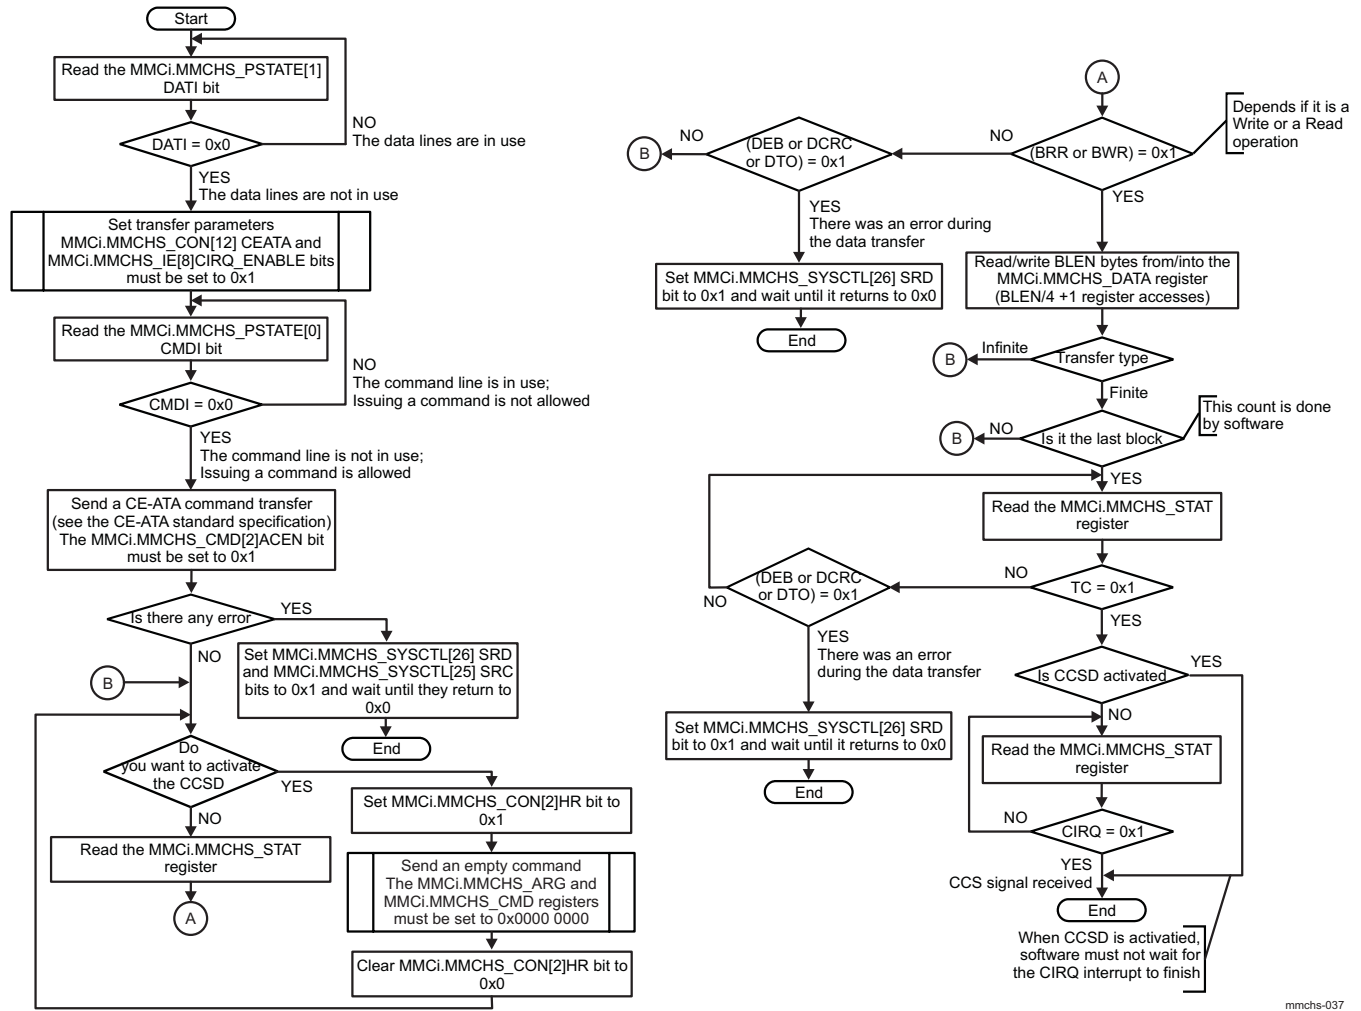 Start
Read the MMCi.MMCHS_PSTATE[1]
DATI bit
DATI = 0x0
NO
The data lines are in use
YES
The data lines are not in use
Set transfer parameters
MMCi.MMCHS_CON[12] CEATA and
MMCi.MMCHS_IE[8]CIRQ_ENABLE bits
must be set to 0x1
Read the MMCi.MMCHS_PSTATE[0]
CMDI bit
CMDI = 0x0
NO
The command line is in use;
Issuing a command is not allowed
YES
The command line is not in use;
Issuing a command is allowed
Send a CE-ATA command transfer
(see the CE-ATA standard specification)
The MMCi.MMCHS_CMD[2]ACEN bit
must be set to 0x1
Is there any error
YES
NO
Set MMCi.MMCHS_SYSCTL[26] SRD
and MMCi.MMCHS_SYSCTL[25] SRC
bits to 0x1 and wait until they return to
0x0
End
B
Do
you want to activate
the CCSD
YES
NO
Read the MMCi.MMCHS_STAT
register
A
Set MMCi.MMCHS_CON[2]HR bit to
0x1
Send an empty command
The MMCi.MMCHS_ARG and
MMCi.MMCHS_CMD registers
must be set to 0x0000 0000
Clear MMCi.MMCHS_CON[2]HR bit to
0x0
A
(BRR or BWR) = 0x1
Depends if it is a
Write or a Read
operation
NO
(DEB or DCRC
or DTO) = 0x1
NO
B
YES
There was an error during
the data transfer
Set MMCi.MMCHS_SYSCTL[26] SRD
bit to 0x1 and wait until it returns to 0x0
End
YES
Read/write BLEN bytes from/into the
MMCi.MMCHS_DATA register
(BLEN/4 +1 register accesses)
Transfer type
Infinite
B
Finite
Is it the last block
This count is done
by software
NO
B
YES
Read the MMCi.MMCHS_STAT
register
TC = 0x1
NO
(DEB or DCRC
or DTO) = 0x1
NO
YES
There was an error
during the data transfer
Set MMCi.MMCHS_SYSCTL[26] SRD
bit to 0x1 and wait until it returns to 0x0
End
YES
Is CCSD activated
YES
NO
Read the MMCi.MMCHS_STAT
register
CIRQ = 0x1
NO
YES
CCS signal received
End
When CCSD is activatied,
software must not wait for
the CIRQ interrupt to finish
mmchs-037